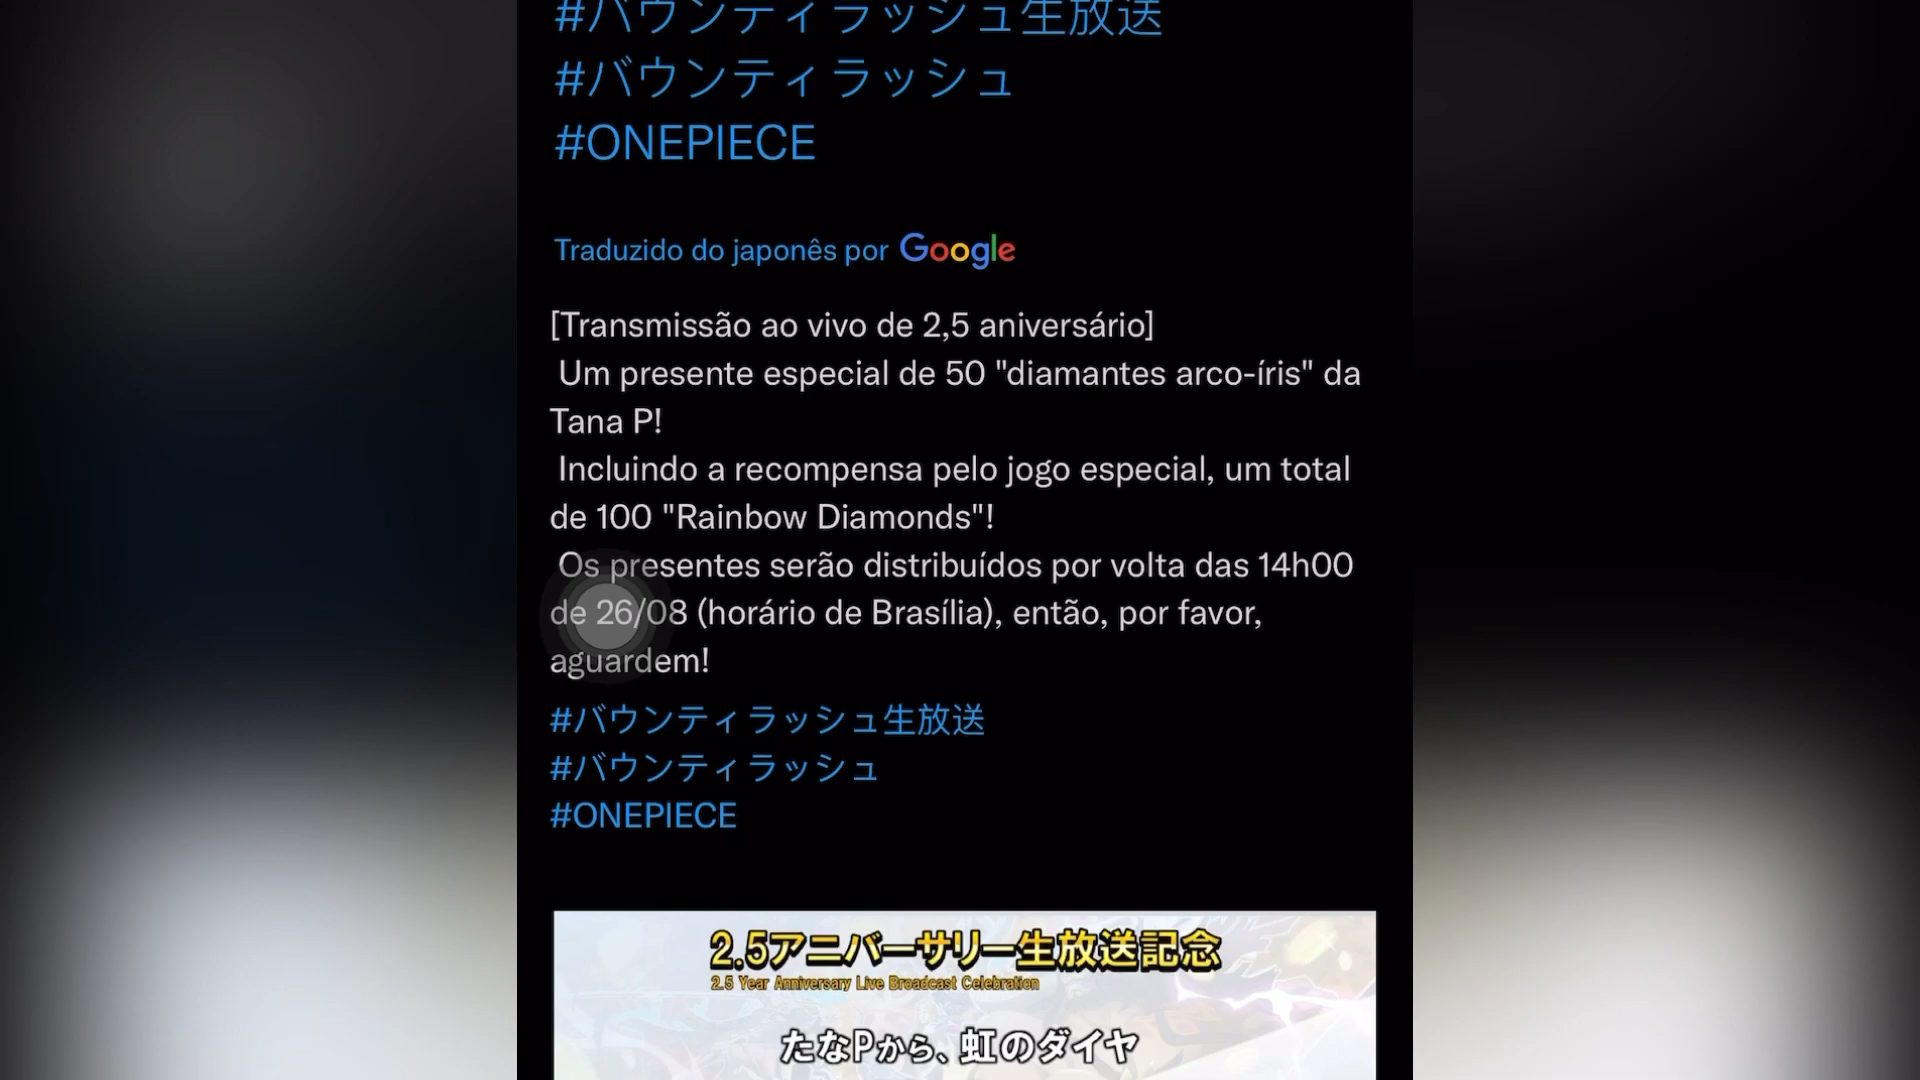 #バウンティラッシュ生放送
#バウンティラッシュ
#ONEPIECE
Traduzido do japonês por Google
[Transmissão ao vivo de 2,5 aniversário]
Um presente especial de 50 "diamantes arco-íris" da
Tana P!
Incluindo a recompensa pelo jogo especial, um total
de 100 "Rainbow Diamonds"!
Os presentes serão distribuídos por volta das 14h00
de 26/08 (horário de Brasília), então, por favor,
aguardem!
#バウンティラッシュ生放送
#バウンティラッシュ
#ONEPIECE
2.5アニバーサリー生放送記念
2.5 Year Anniversary Live Broadcast Celebration
たなPから、虹のダイヤ